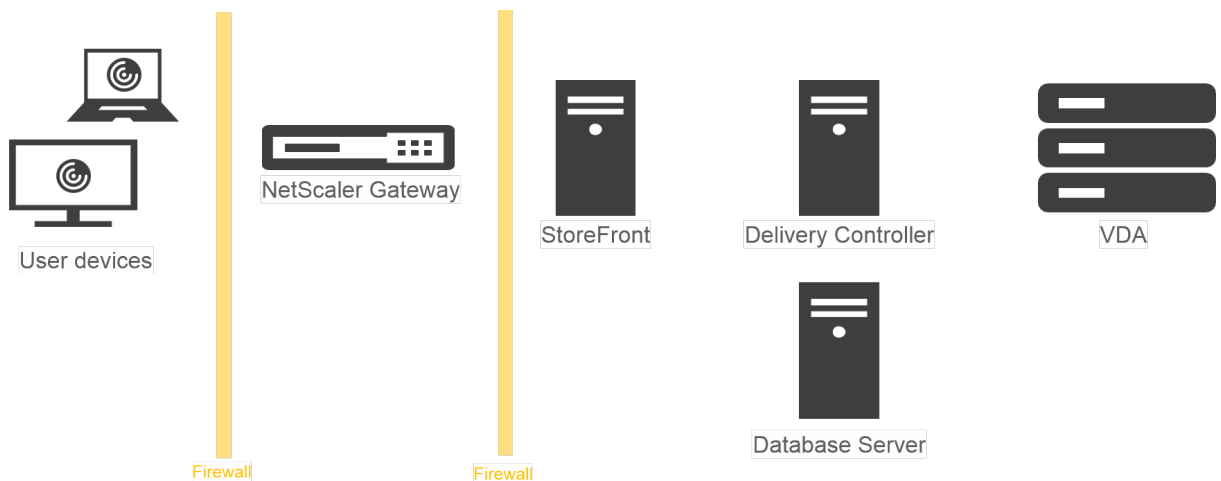 NetScaler Gateway
StoreFront
Delivery Controller
VDA
User devices
Database Server
Firewall
Firewall